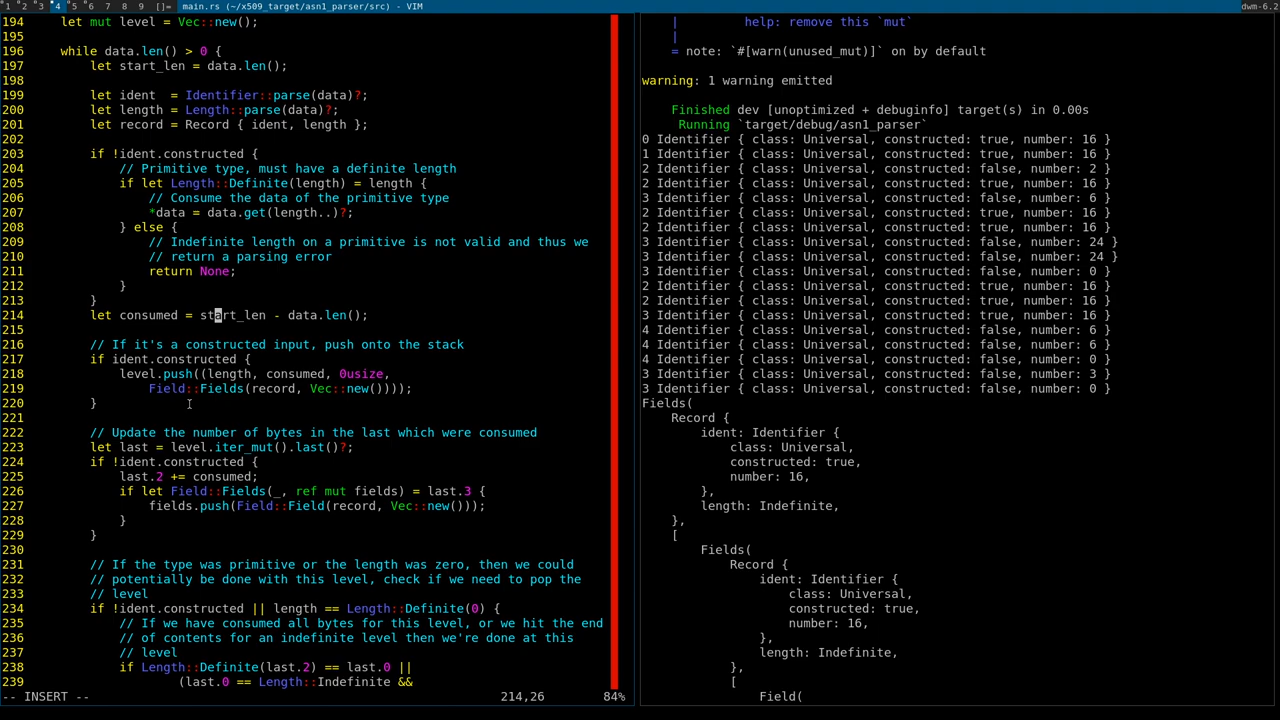 1 2 3 4 5 6 7 8 9 []= main.rs (~/x509_target/asn1_parser/src) - VIM dwm-6.2
194     let mut level = Vec::new();
195
196     while data.len() > 0 {
197         let start_len = data.len();
198
199         let ident  = Identifier::parse(data)?;
200         let length = Length::parse(data)?;
201         let record = Record { ident, length };
202
203         if !ident.constructed {
204             // Primitive type, must have a definite length
205             if let Length::Definite(length) = length {
206                 // Consume the data of the primitive type
207                 *data = data.get(length..)?;
208             } else {
209                 // Indefinite length on a primitive is not valid and thus we
210                 // return a parsing error
211                 return None;
212             }
213         }
214         let consumed = start_len - data.len();
215
216         // If it's a constructed input, push onto the stack
217         if ident.constructed {
218             level.push((length, consumed, 0usize,
219                 Field::Fields(record, Vec::new())));
220         }
221
222         // Update the number of bytes in the last which were consumed
223         let last = level.iter_mut().last()?;
224         if !ident.constructed {
225             last.2 += consumed;
226             if let Field::Fields(_, ref mut fields) = last.3 {
227                 fields.push(Field::Field(record, Vec::new()));
228             }
229         }
230
231         // If the type was primitive or the length was zero, then we could
232         // potentially be done with this level, check if we need to pop the
233         // level
234         if !ident.constructed || length == Length::Definite(0) {
235             // If we have consumed all bytes for this level, or we hit the end
236             // of contents for an indefinite level then we're done at this
237             // level
238             if Length::Definite(last.2) == last.0 ||
239                     (last.0 == Length::Indefinite &&
-- INSERT -- 214,26 84%
    |         help: remove this `mut`
    |
    = note: `#[warn(unused_mut)]` on by default

warning: 1 warning emitted

    Finished dev [unoptimized + debuginfo] target(s) in 0.00s
     Running `target/debug/asn1_parser`
0 Identifier { class: Universal, constructed: true, number: 16 }
1 Identifier { class: Universal, constructed: true, number: 16 }
2 Identifier { class: Universal, constructed: false, number: 2 }
2 Identifier { class: Universal, constructed: true, number: 16 }
3 Identifier { class: Universal, constructed: false, number: 6 }
2 Identifier { class: Universal, constructed: true, number: 16 }
2 Identifier { class: Universal, constructed: true, number: 16 }
3 Identifier { class: Universal, constructed: false, number: 24 }
3 Identifier { class: Universal, constructed: false, number: 24 }
3 Identifier { class: Universal, constructed: false, number: 0 }
2 Identifier { class: Universal, constructed: true, number: 16 }
2 Identifier { class: Universal, constructed: true, number: 16 }
3 Identifier { class: Universal, constructed: true, number: 16 }
4 Identifier { class: Universal, constructed: false, number: 6 }
4 Identifier { class: Universal, constructed: false, number: 6 }
4 Identifier { class: Universal, constructed: false, number: 0 }
3 Identifier { class: Universal, constructed: false, number: 3 }
3 Identifier { class: Universal, constructed: false, number: 0 }
Fields(
    Record {
        ident: Identifier {
            class: Universal,
            constructed: true,
            number: 16,
        },
        length: Indefinite,
    },
    [
        Fields(
            Record {
                ident: Identifier {
                    class: Universal,
                    constructed: true,
                    number: 16,
                },
                length: Indefinite,
            },
            [
                Field(